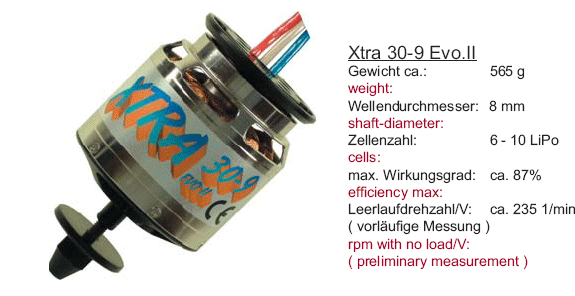 XTRA 30-9
EVO II
CE
Xtra 30-9 Evo.II
Gewicht ca.: 565 g
weight:
Wellendurchmesser: 8 mm
shaft-diameter:
Zellenzahl: 6 - 10 LiPo
cells:
max. Wirkungsgrad: ca. 87%
efficiency max:
Leerlaufdrehzahl/V: ca. 235 1/min
( vorläufige Messung )
rpm with no load/V:
( preliminary measurement )